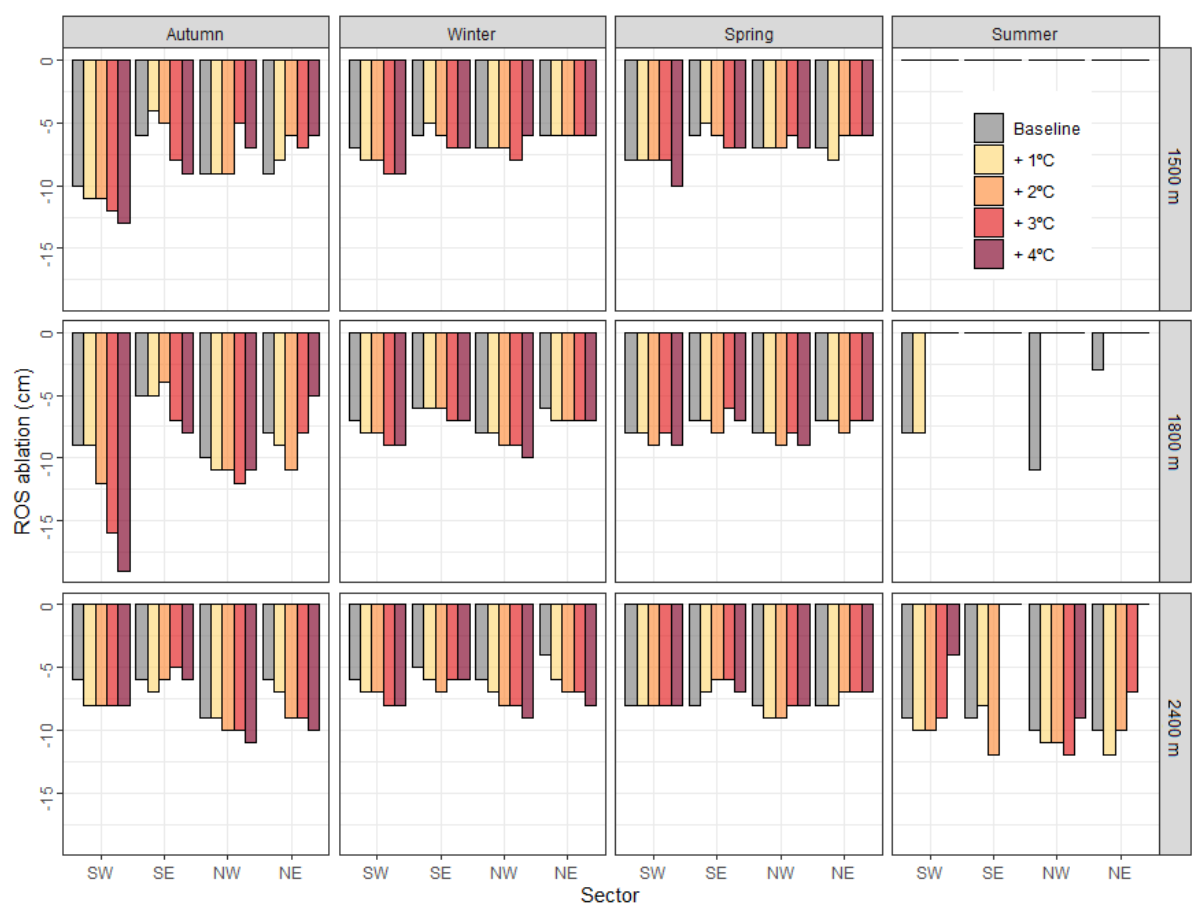 Autumn Winter Spring Summer
0 -5 -10 -15
Baseline
+ 1ºC
+ 2ºC
+ 3ºC
+ 4ºC
1500 m
ROS ablation (cm)
0 -5 -10 -15
1800 m
0 -5 -10 -15
2400 m
SW SE NW NE SW SE NW NE SW SE NW NE SW SE NW NE
Sector